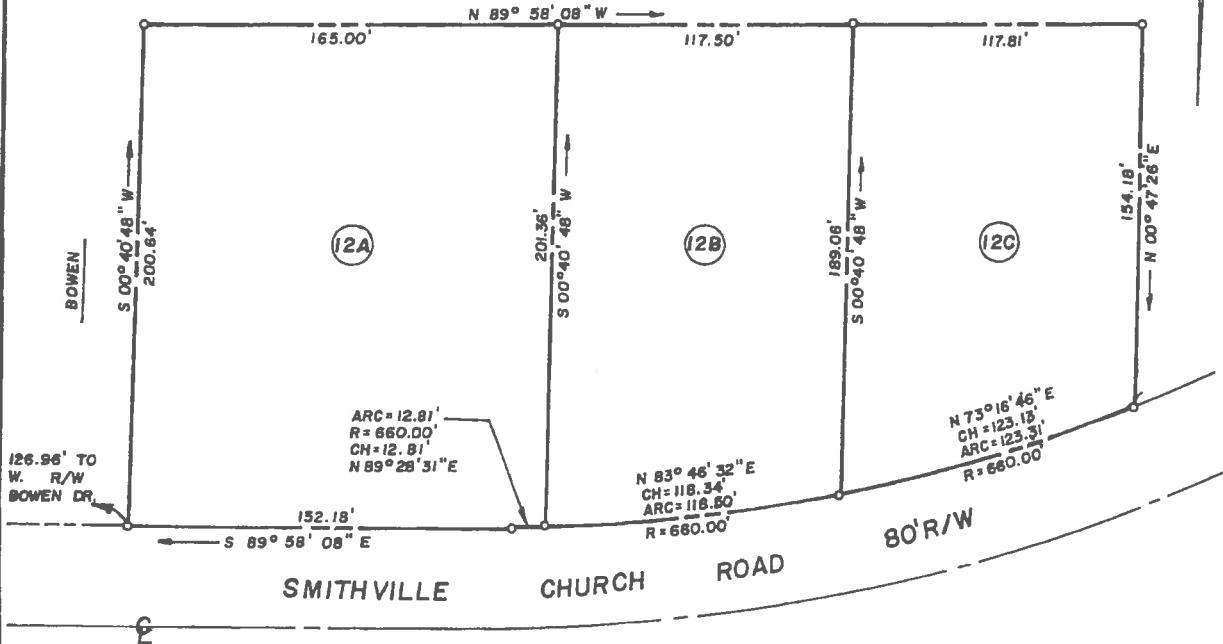 N 89° 58' 08" W
165.00'
117.50'
117.81'
S 00° 40' 48" W
200.64'
201.36'
S 00° 40' 48" W
189.06'
S 00° 40' 48" W
154.18'
N 00° 47' 26" E
BOWEN
12A
12B
12C
ARC = 12.81'
R = 660.00'
CH = 12.81'
N 89° 28' 31" E
N 73° 16' 46" E
CH = 123.13'
ARC = 123.31'
R = 660.00'
126.96' TO
W. R/W
BOWEN DR.
N 83° 46' 32" E
CH = 118.34'
ARC = 118.50'
R = 660.00'
152.18'
S 89° 58' 08" E
80' R/W
SMITHVILLE CHURCH ROAD
CL